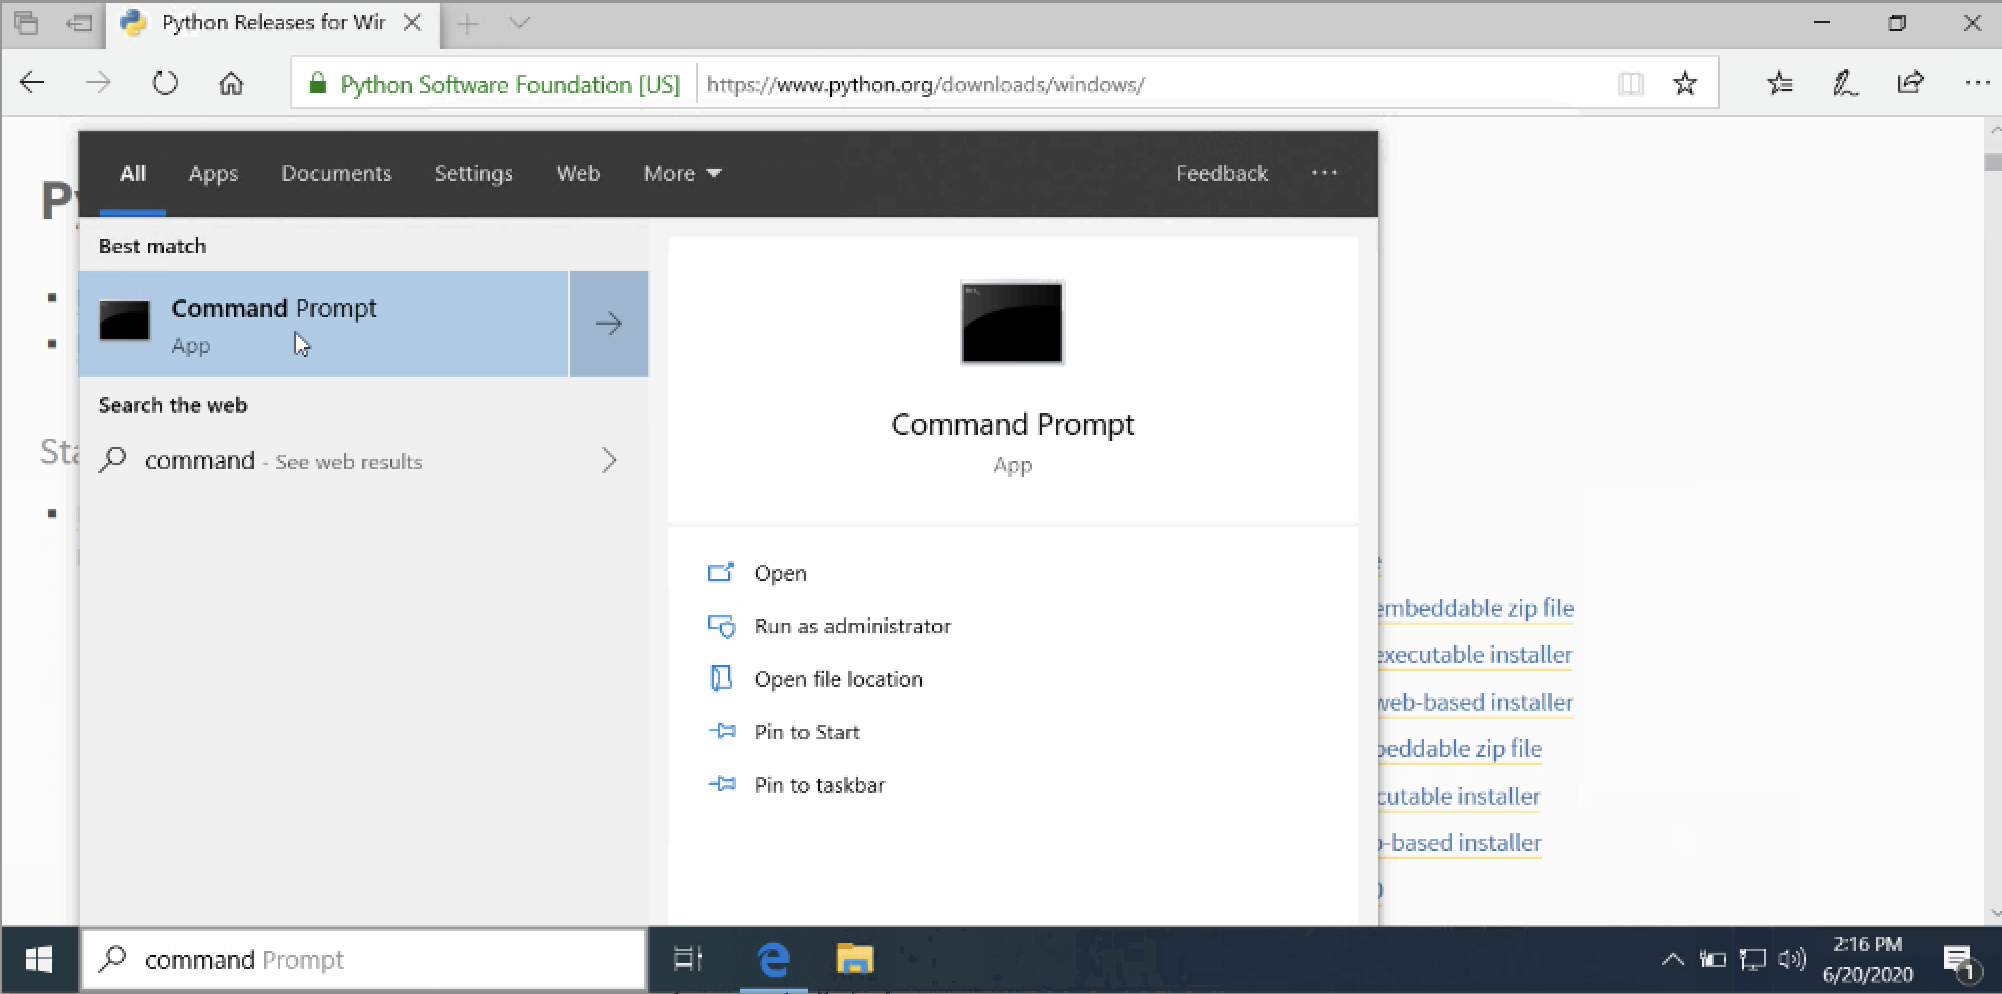 Python Releases for Wir
Python Software Foundation [US]
https://www.python.org/downloads/windows/
All Apps Documents Settings Web More Feedback
Best match
Command Prompt
App
Search the web
command - See web results
Command Prompt
App
Open
Run as administrator
Open file location
Pin to Start
Pin to taskbar
Sta
embeddable zip file
executable installer
web-based installer
beddable zip file
cutable installer
-based installer
command Prompt
2:16 PM
6/20/2020
1